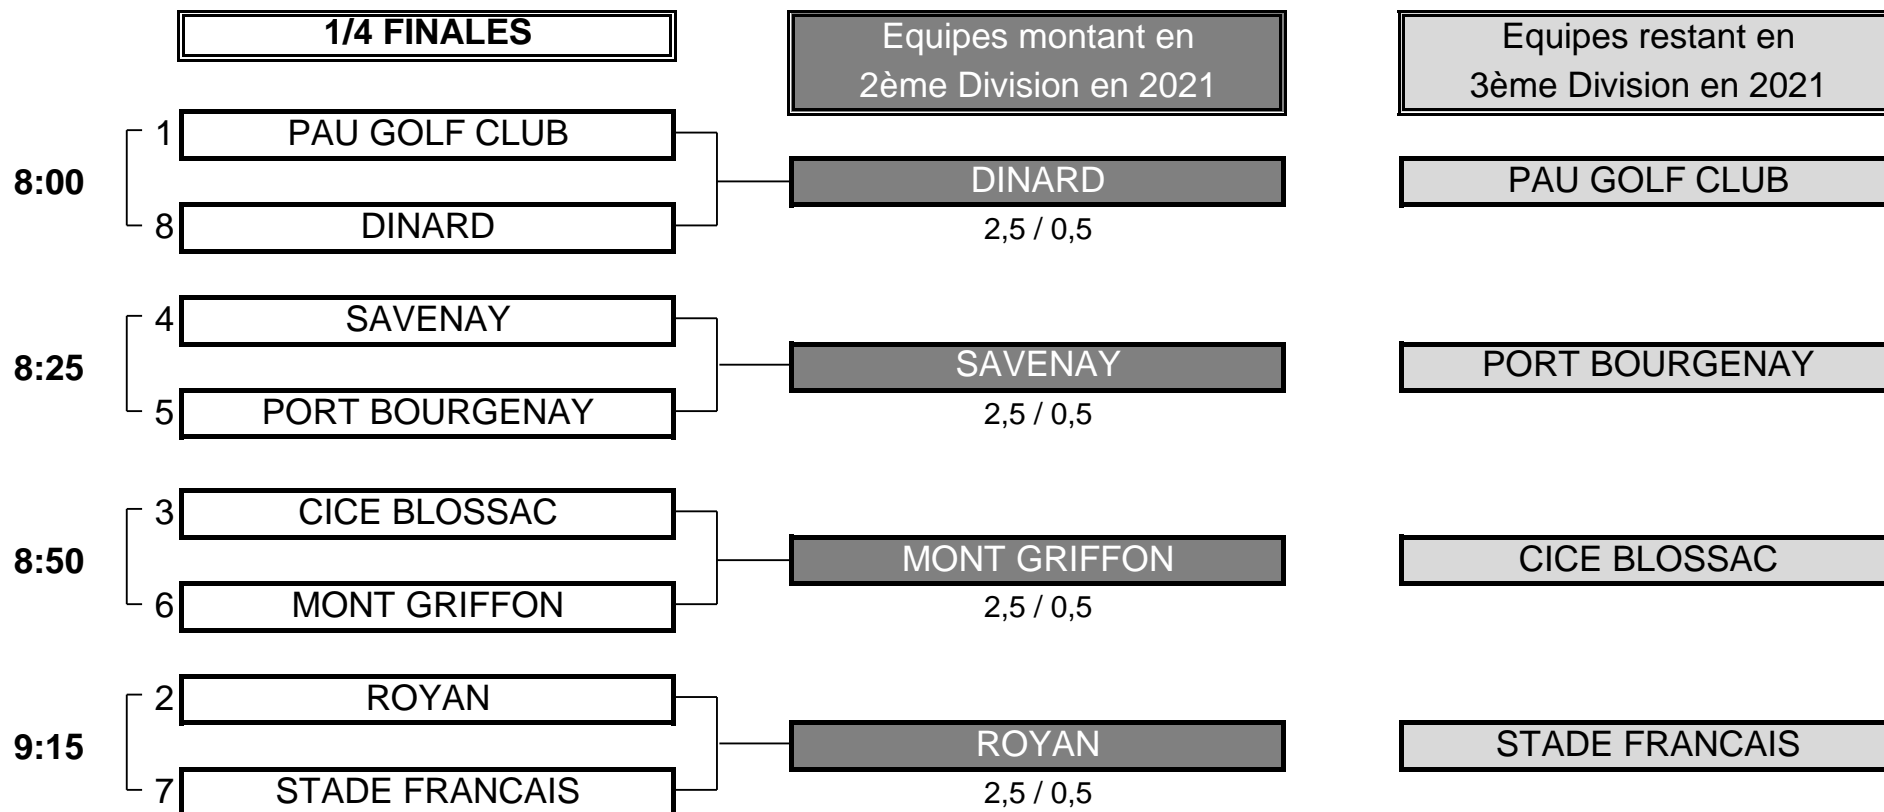 1/4 FINALES
Equipes montant en
2ème Division en 2021
Equipes restant en
3ème Division en 2021
8:00
1 PAU GOLF CLUB
8 DINARD
DINARD
2,5 / 0,5
PAU GOLF CLUB
8:25
4 SAVENAY
5 PORT BOURGENAY
SAVENAY
2,5 / 0,5
PORT BOURGENAY
8:50
3 CICE BLOSSAC
6 MONT GRIFFON
MONT GRIFFON
2,5 / 0,5
CICE BLOSSAC
9:15
2 ROYAN
7 STADE FRANCAIS
ROYAN
2,5 / 0,5
STADE FRANCAIS